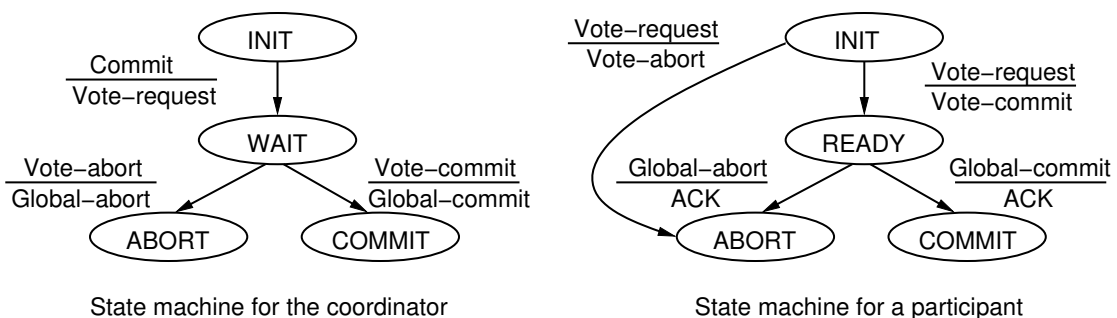 INIT
Commit
Vote−request
WAIT
Vote−abort
Global−abort
Vote−commit
Global−commit
ABORT
COMMIT
State machine for the coordinator
Vote−request
Vote−abort
INIT
Vote−request
Vote−commit
READY
Global−abort
ACK
Global−commit
ACK
ABORT
COMMIT
State machine for a participant